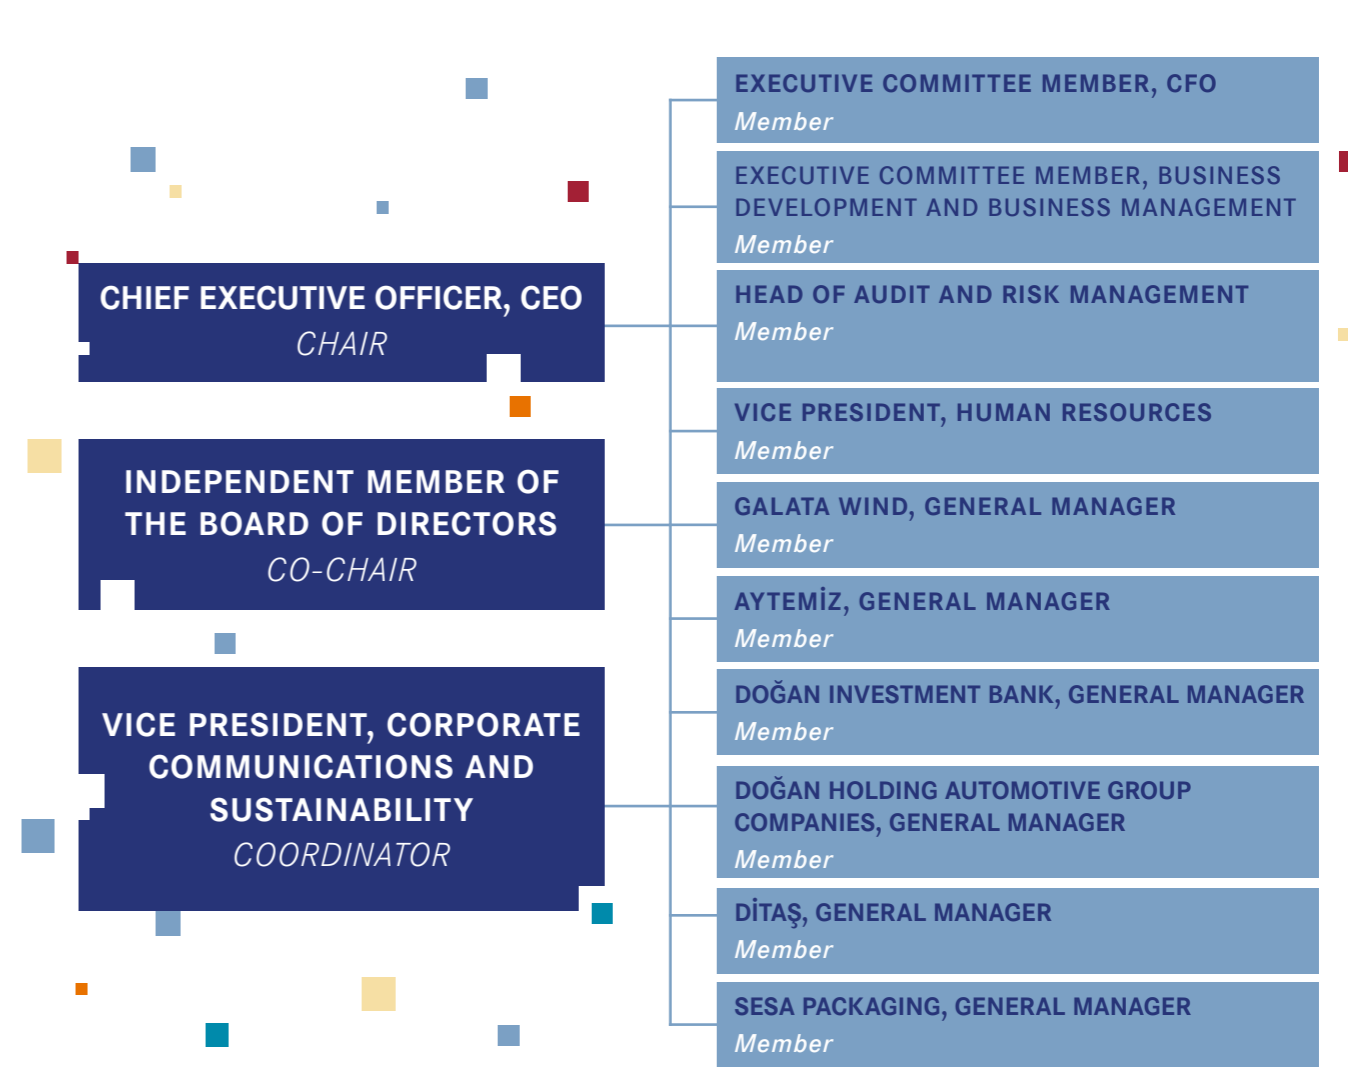 CHIEF EXECUTIVE OFFICER, CEO
CHAIR
INDEPENDENT MEMBER OF
THE BOARD OF DIRECTORS
CO-CHAIR
VICE PRESIDENT, CORPORATE
COMMUNICATIONS AND
SUSTAINABILITY
COORDINATOR
EXECUTIVE COMMITTEE MEMBER, CFO
Member
EXECUTIVE COMMITTEE MEMBER, BUSINESS
DEVELOPMENT AND BUSINESS MANAGEMENT
Member
HEAD OF AUDIT AND RISK MANAGEMENT
Member
VICE PRESIDENT, HUMAN RESOURCES
Member
GALATA WIND, GENERAL MANAGER
Member
AYTEMİZ, GENERAL MANAGER
Member
DOĞAN INVESTMENT BANK, GENERAL MANAGER
Member
DOĞAN HOLDING AUTOMOTIVE GROUP
COMPANIES, GENERAL MANAGER
Member
DİTAŞ, GENERAL MANAGER
Member
SESA PACKAGING, GENERAL MANAGER
Member